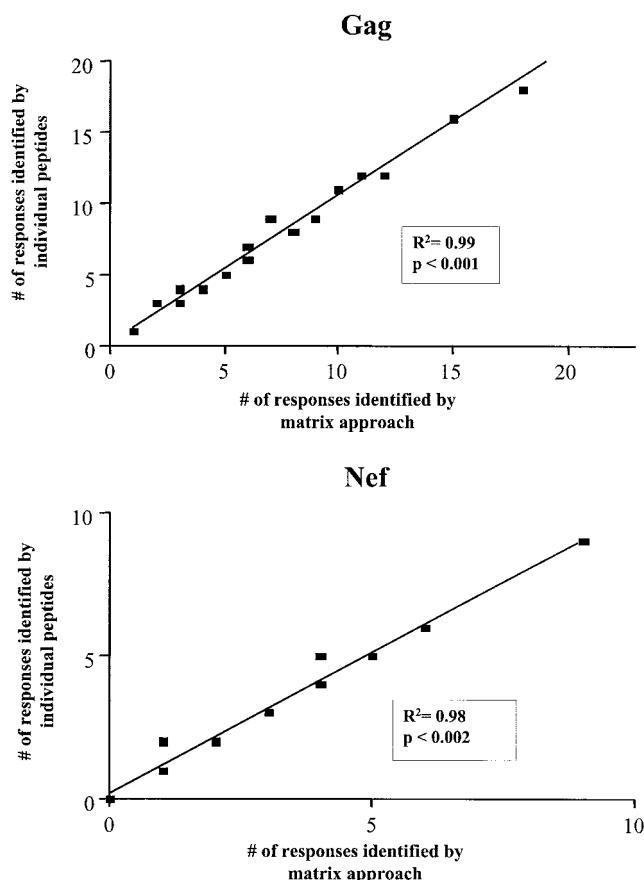 Gag
20
15
10
5
0
# of responses identified by
individual peptides
R²= 0.99
p < 0.001
0
5
10
15
20
# of responses identified by
matrix approach
Nef
10
5
0
# of responses identified by
individual peptides
R²= 0.98
p < 0.002
0
5
10
# of responses identified by
matrix approach